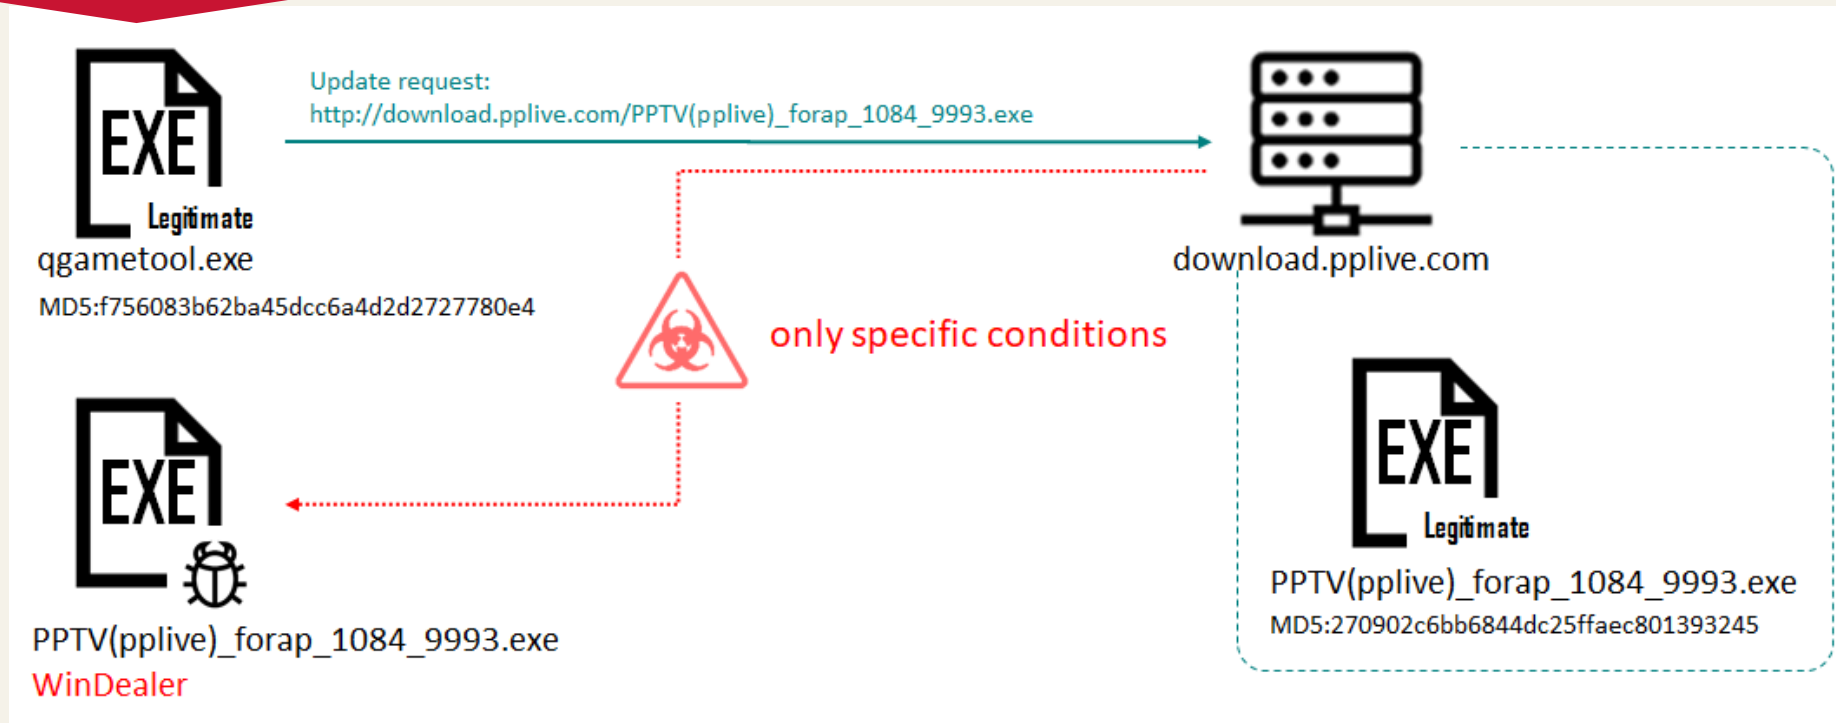 Update request:
http://download.pplive.com/PPTV(pplive)_forap_1084_9993.exe
EXE
Legitimate
qgametool.exe
MD5:f756083b62ba45dcc6a4d2d2727780e4
download.pplive.com
only specific conditions
EXE
Legitimate
PPTV(pplive)_forap_1084_9993.exe
MD5:270902c6bb6844dc25ffaec801393245
EXE
PPTV(pplive)_forap_1084_9993.exe
WinDealer